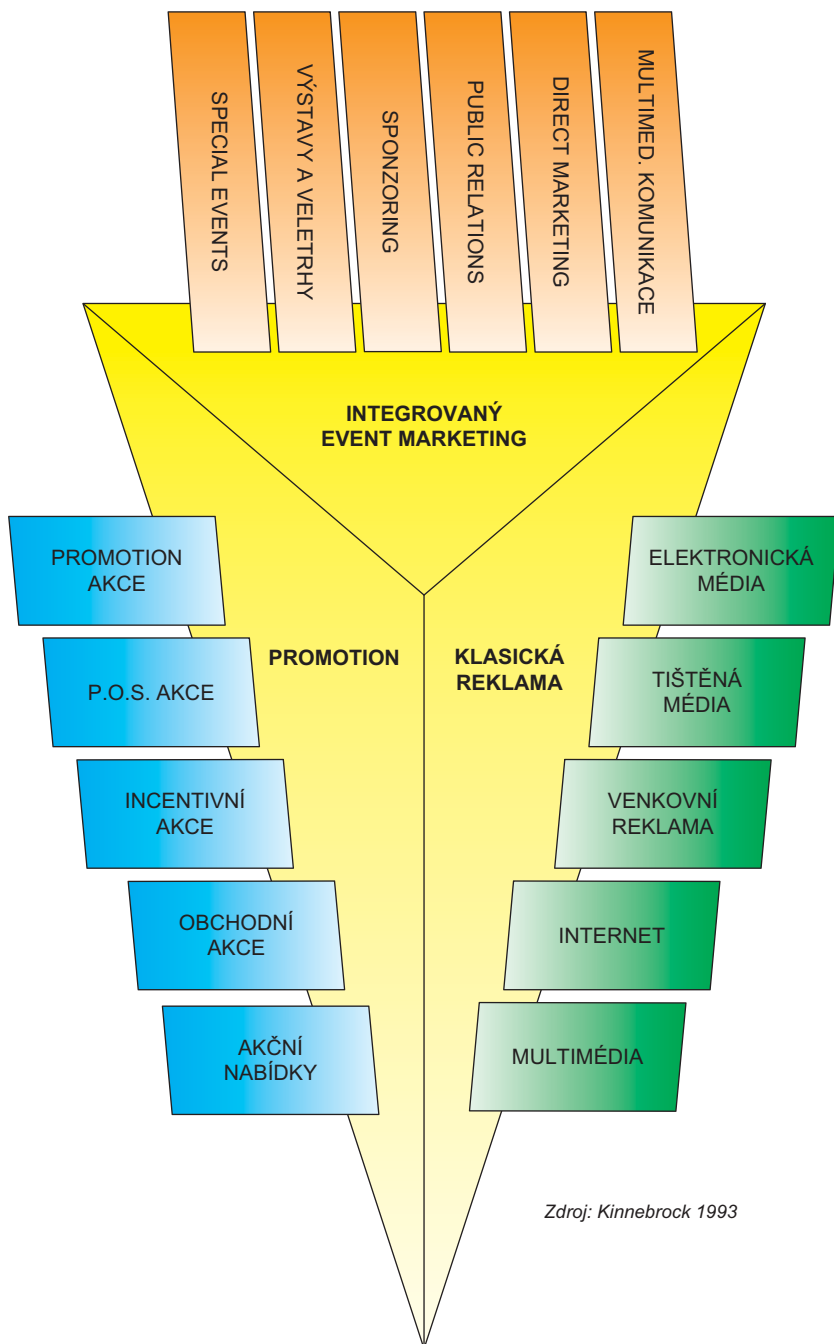 SPECIAL EVENTS
VÝSTAVY A VELETRHY
SPONZORING
PUBLIC RELATIONS
DIRECT MARKETING
MULTIMED. KOMUNIKACE
INTEGROVANÝ
EVENT MARKETING
PROMOTION
AKCE
P.O.S. AKCE
INCENTIVNÍ
AKCE
OBCHODNÍ
AKCE
AKČNÍ
NABÍDKY
PROMOTION
KLASICKÁ
REKLAMA
ELEKTRONICKÁ
MÉDIA
TIŠTĚNÁ
MÉDIA
VENKOVNÍ
REKLAMA
INTERNET
MULTIMÉDIA
Zdroj: Kinnebrock 1993